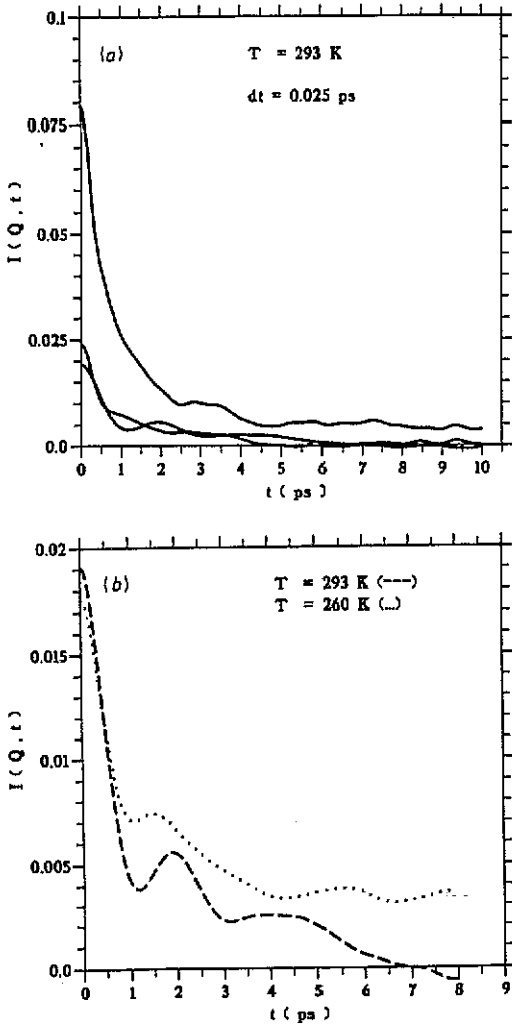 0.1
(a)
T = 293 K
dt = 0.025 ps
0.075
0.05
0.025
0.0
I(Q,t)
0 1 2 3 4 5 6 7 8 9 10
t(ps)
0.02
(b)
T = 293 K (---)
T = 260 K (...)
0.015
0.01
0.005
0.0
I(Q,t)
0 1 2 3 4 5 6 7 8 9
t(ps)